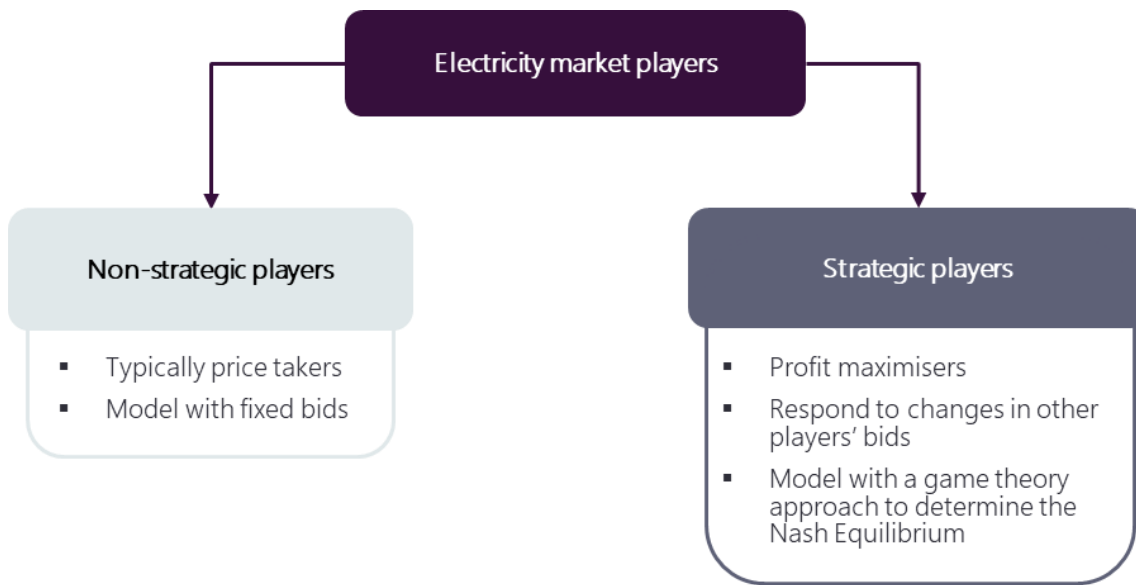 Electricity market players
Non-strategic players
▪ Typically price takers
▪ Model with fixed bids
Strategic players
▪ Profit maximisers
▪ Respond to changes in other
players’ bids
▪ Model with a game theory
approach to determine the
Nash Equilibrium